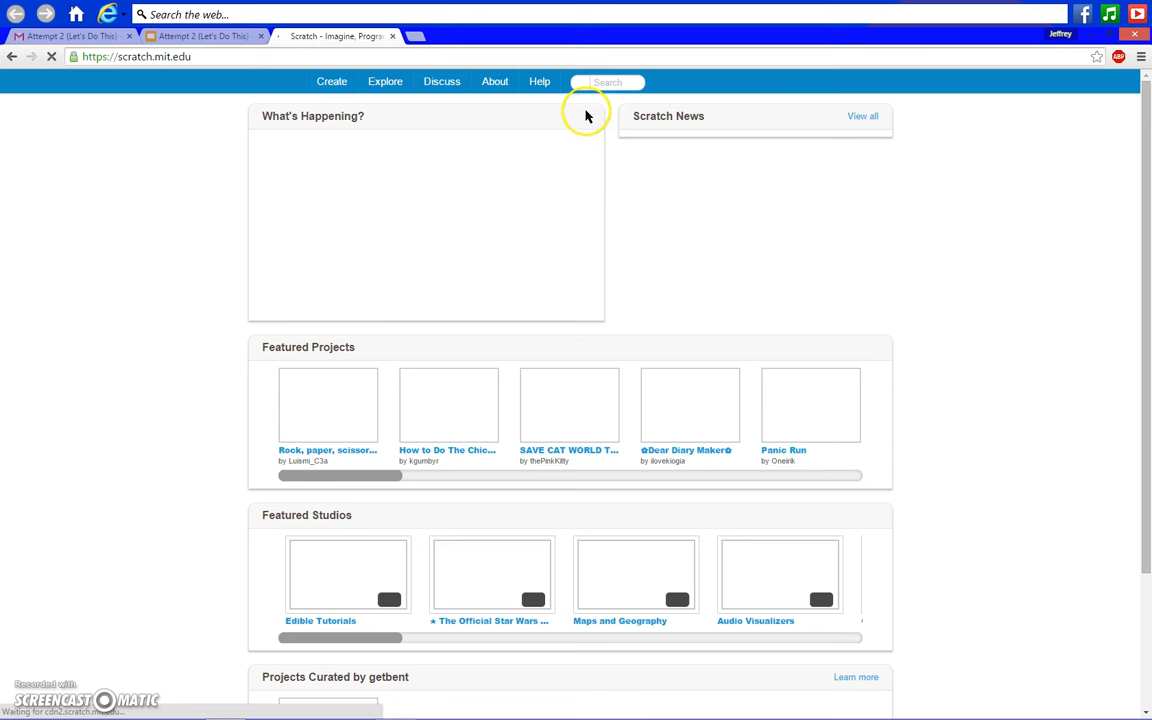 Search the web...
Attempt 2 (Let's Do This)
Attempt 2 (Let's Do This)
Scratch - Imagine, Progra
Jeffrey
https://scratch.mit.edu
ABP
Create
Explore
Discuss
About
Help
Search
What's Happening?
Scratch News
View all
Featured Projects
Rock, paper, scissor...
How to Do The Chic...
SAVE CAT WORLD T...
✿Dear Diary Maker✿
Panic Run
by Luismi_C3a
by kgumbyr
by thePinkKitty
by ilovekiogia
by Oneirik
Featured Studios
Edible Tutorials
★ The Official Star Wars ...
Maps and Geography
Audio Visualizers
Projects Curated by getbent
Learn more
Recorded with
SCREENCAST-O-MATIC
Waiting for cdn2.scratch.mit.edu...